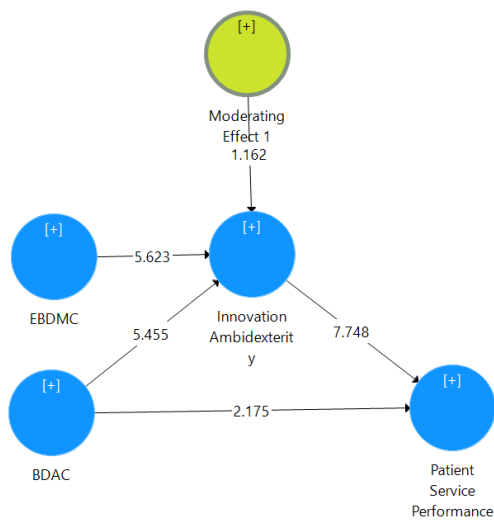 [+]
Moderating
Effect 1
1.162
[+]
[+]
5.623
EBDMC
Innovation
Ambidexterit
y
5.455
7.748
[+]
[+]
2.175
BDAC
Patient
Service
Performance